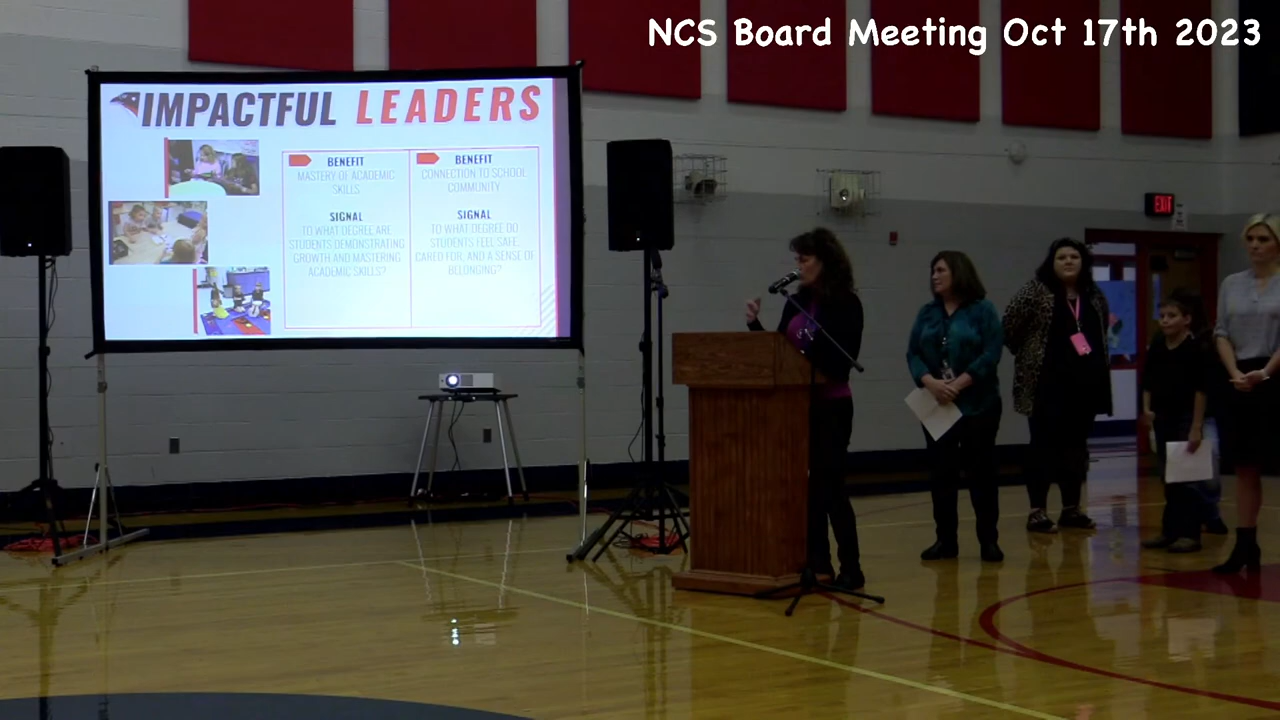 NCS Board Meeting Oct 17th 2023
IMPACTFUL LEADERS
BENEFIT
MASTERY OF ACADEMIC
SKILLS
SIGNAL
TO WHAT DEGREE ARE
STUDENTS DEMONSTRATING
GROWTH AND MASTERING
ACADEMIC SKILLS?
BENEFIT
CONNECTION TO SCHOOL
COMMUNITY
SIGNAL
TO WHAT DEGREE DO
STUDENTS FEEL SAFE,
CARED FOR, AND A SENSE OF
BELONGING?
EXIT